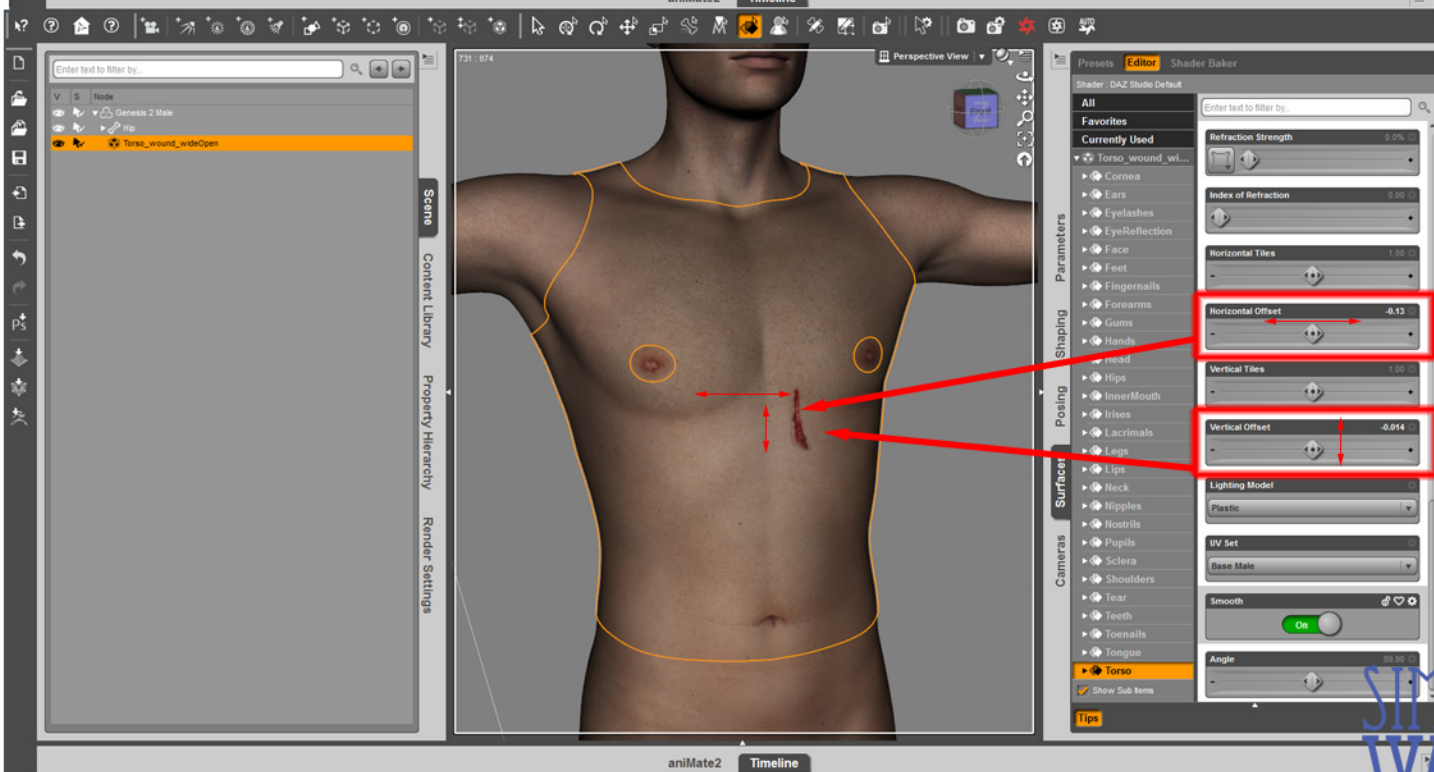 aniMate2 Timeline
AUTO
Enter text to filter by...
V S Node
Genesis 2 Male
Hip
Torso_wound_wideOpen
Ps
Scene
Content Library
Property Hierarchy
Render Settings
731 : 874
Perspective View
Front
Parameters
Shaping
Posing
Surfaces
Cameras
Presets Editor Shader Baker
Shader : DAZ Studio Default
All
Favorites
Currently Used
Torso_wound_wi...
Cornea
Ears
Eyelashes
EyeReflection
Face
Feet
Fingernails
Forearms
Gums
Hands
Head
Hips
InnerMouth
Irises
Lacrimals
Legs
Lips
Neck
Nipples
Nostrils
Pupils
Sclera
Shoulders
Tear
Teeth
Toenails
Tongue
Torso
Show Sub Items
Tips
Enter text to filter by...
Refraction Strength 0.0%
Index of Refraction 0.00
Horizontal Tiles 1.00
Horizontal Offset -0.13
Vertical Tiles 1.00
Vertical Offset -0.014
Lighting Model
Plastic
UV Set
Base Male
Smooth
On
Angle 89.90
aniMate2 Timeline